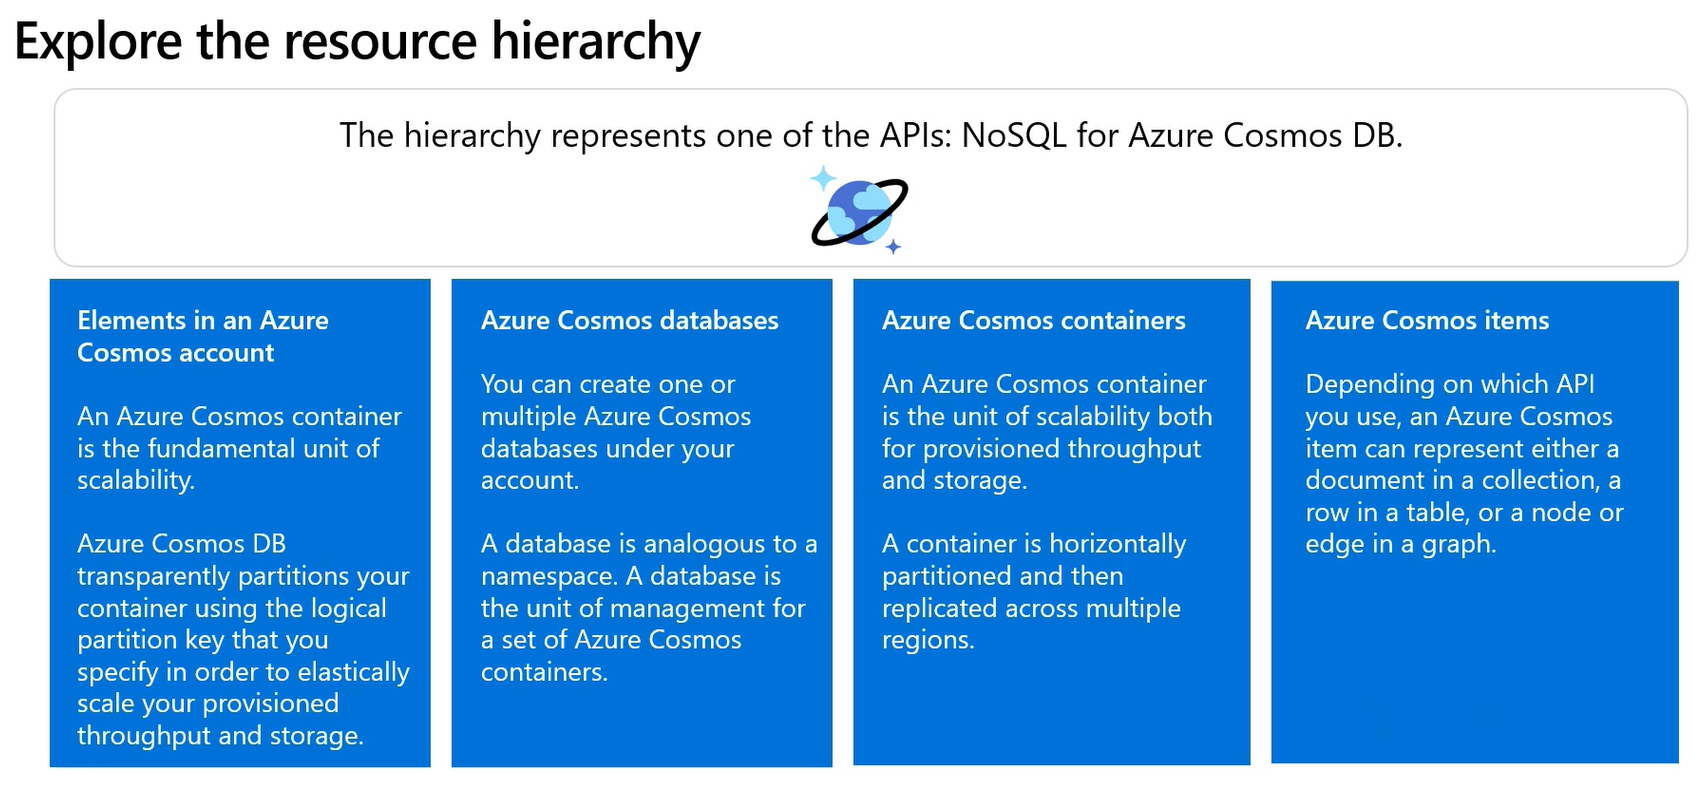 Explore the resource hierarchy
The hierarchy represents one of the APIs: NoSQL for Azure Cosmos DB.
Elements in an Azure
Cosmos account
An Azure Cosmos container
is the fundamental unit of
scalability.
Azure Cosmos DB
transparently partitions your
container using the logical
partition key that you
specify in order to elastically
scale your provisioned
throughput and storage.
Azure Cosmos databases
You can create one or
multiple Azure Cosmos
databases under your
account.
A database is analogous to a
namespace. A database is
the unit of management for
a set of Azure Cosmos
containers.
Azure Cosmos containers
An Azure Cosmos container
is the unit of scalability both
for provisioned throughput
and storage.
A container is horizontally
partitioned and then
replicated across multiple
regions.
Azure Cosmos items
Depending on which API
you use, an Azure Cosmos
item can represent either a
document in a collection, a
row in a table, or a node or
edge in a graph.